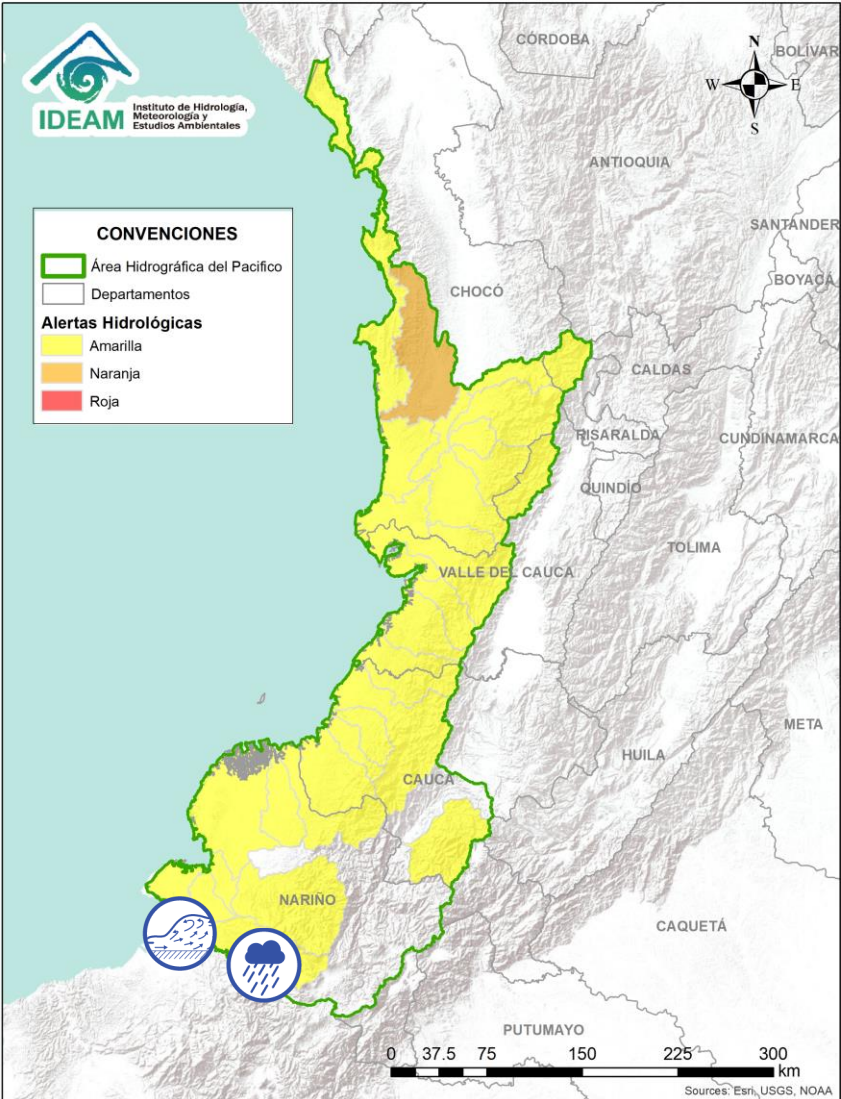 IDEAM
Instituto de Hidrología,
Meteorología y
Estudios Ambientales
CÓRDOBA
BOLÍVAR
N
W
E
S
ANTIOQUIA
SANTANDER
BOYACÁ
CONVENCIONES
Área Hidrográfica del Pacifico
Departamentos
Alertas Hidrológicas
Amarilla
Naranja
Roja
CHOCÓ
CALDAS
RISARALDA
CUNDINAMARCA
QUINDÍO
TOLIMA
VALLE DEL CAUCA
META
HUILA
CAUCA
NARIÑO
CAQUETÁ
PUTUMAYO
0 37.5 75 150 225 300
km
Sources: Esri, USGS, NOAA